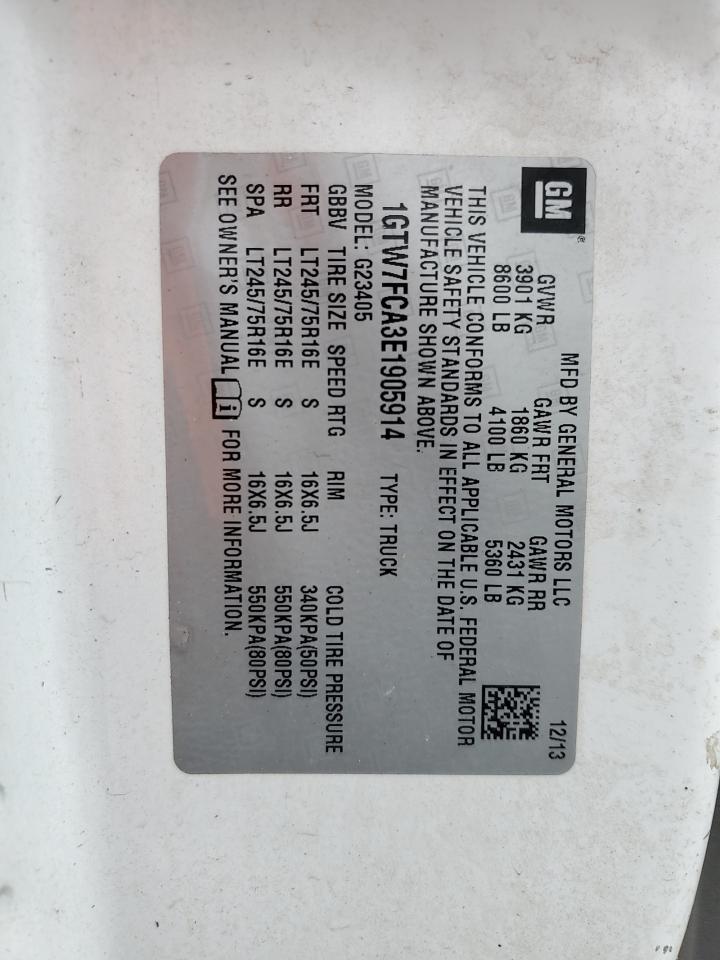 GM
MFD BY GENERAL MOTORS LLC 12/13
GVWR GAWR FRT GAWR RR
3901 KG 1860 KG 2431 KG
8600 LB 4100 LB 5360 LB
THIS VEHICLE CONFORMS TO ALL APPLICABLE U.S. FEDERAL MOTOR
VEHICLE SAFETY STANDARDS IN EFFECT ON THE DATE OF
MANUFACTURE SHOWN ABOVE.
1GTW7FCA3E1905914 TYPE: TRUCK
MODEL: G23405
GBBV TIRE SIZE SPEED RTG RIM COLD TIRE PRESSURE
FRT LT245/75R16E S 16X6.5J 340KPA(50PSI)
RR LT245/75R16E S 16X6.5J 550KPA(80PSI)
SPA LT245/75R16E S 16X6.5J 550KPA(80PSI)
SEE OWNER'S MANUAL i FOR MORE INFORMATION.